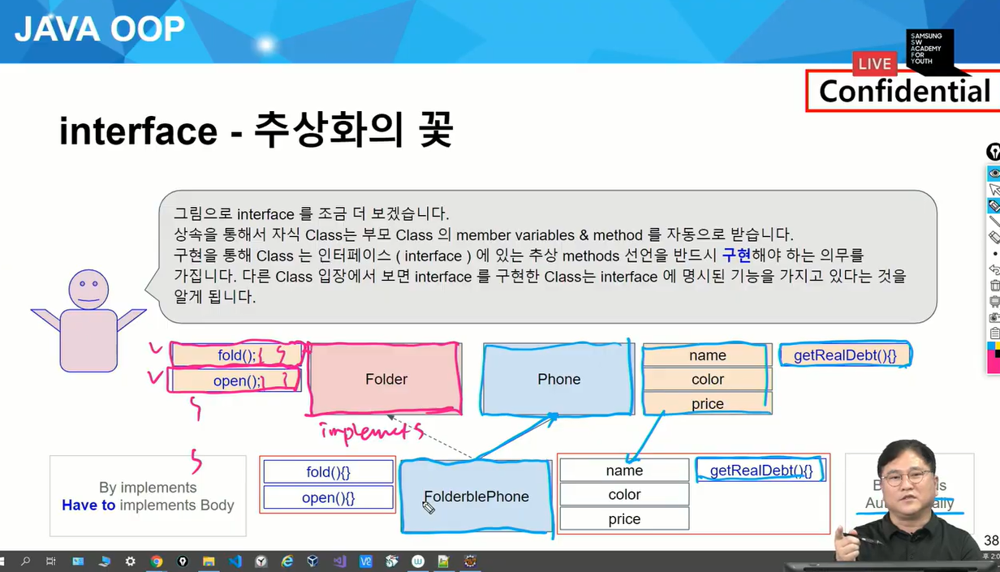 JAVA OOP
SAMSUNG
SW
ACADEMY
FOR
YOUTH
LIVE
Confidential
interface - 추상화의 꽃
그림으로 interface 를 조금 더 보겠습니다.
상속을 통해서 자식 Class는 부모 Class 의 member variables & method 를 자동으로 받습니다.
구현을 통해 Class 는 인터페이스 ( interface ) 에 있는 추상 methods 선언을 반드시 구현해야 하는 의무를
가집니다. 다른 Class 입장에서 보면 interface 를 구현한 Class는 interface 에 명시된 기능을 가지고 있다는 것을
알게 됩니다.
fold();
open();
Folder
Phone
name
color
price
getRealDebt(){}
implemets
By implements
Have to implements Body
fold(){}
open(){}
FolderblePhone
name
color
price
getRealDebt(){}
38